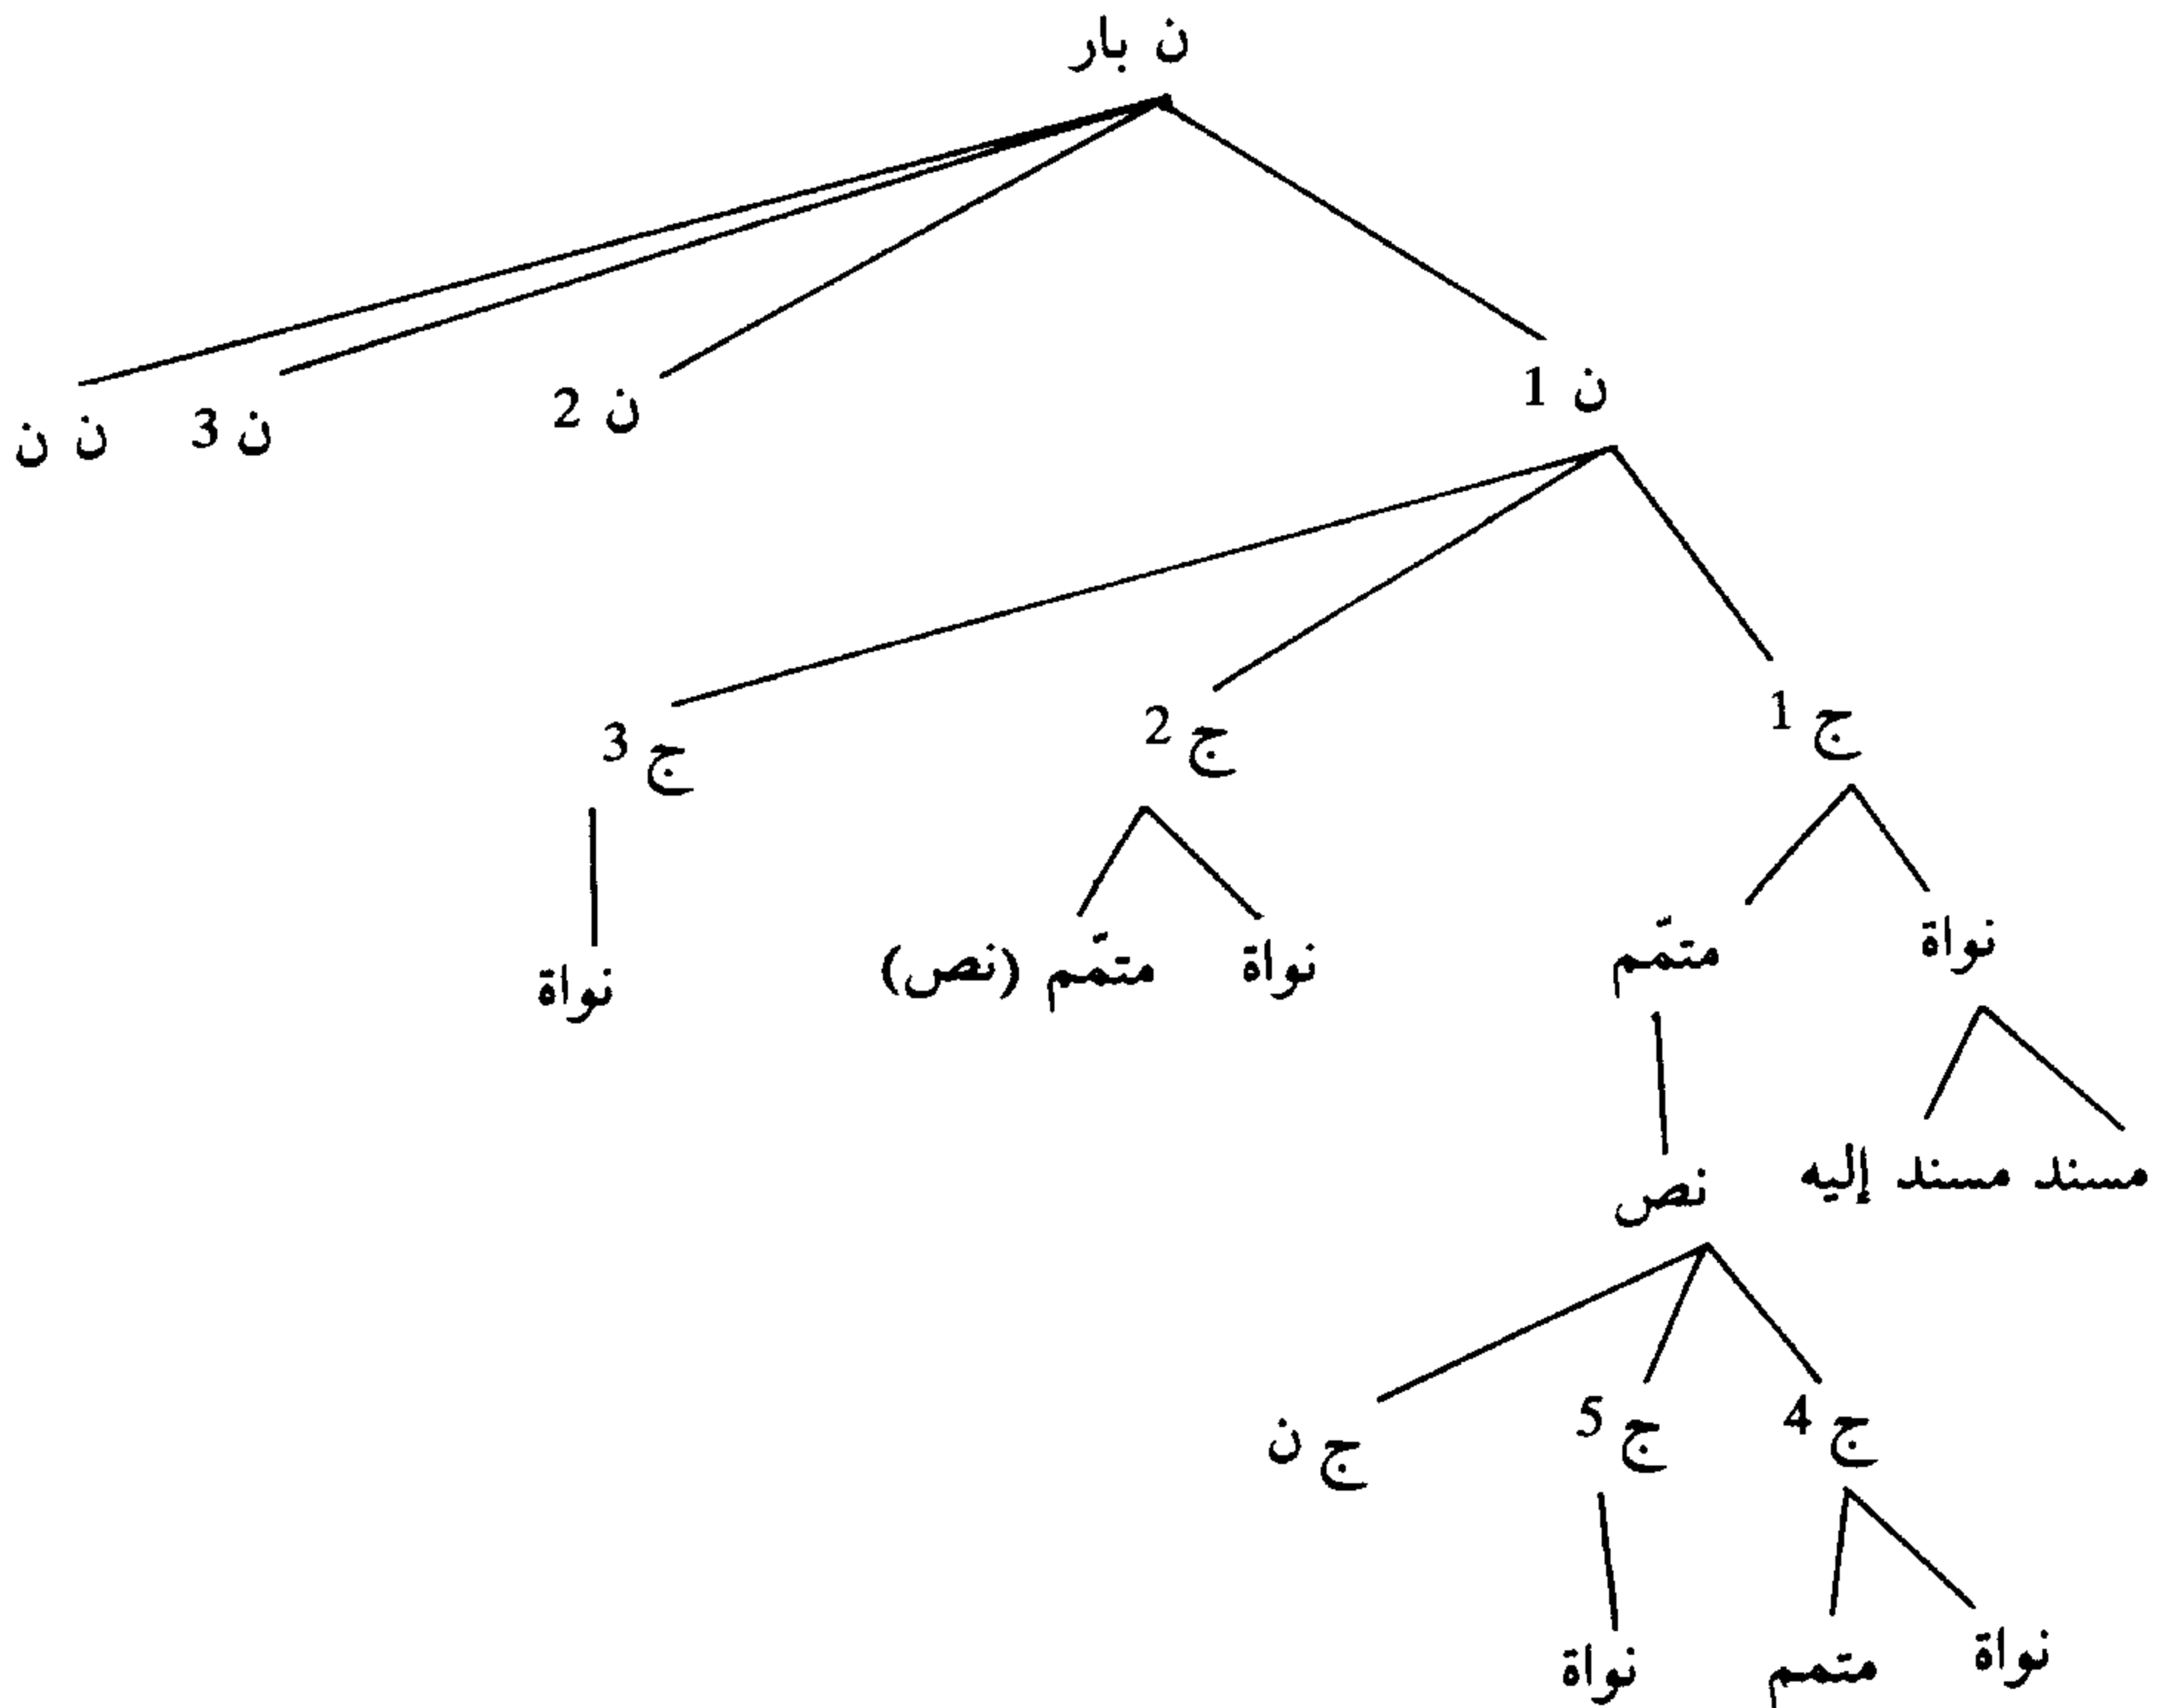 ن بار
ن 1
ن 2
ن 3
ن ن
ج 1
ج 2
ج 3
نواة
متمّم
نواة
متمّم (نص)
نواة
مسند مسند إليه
نص
ج 4
ج 5
ج ن
نواة
متمم
نواة